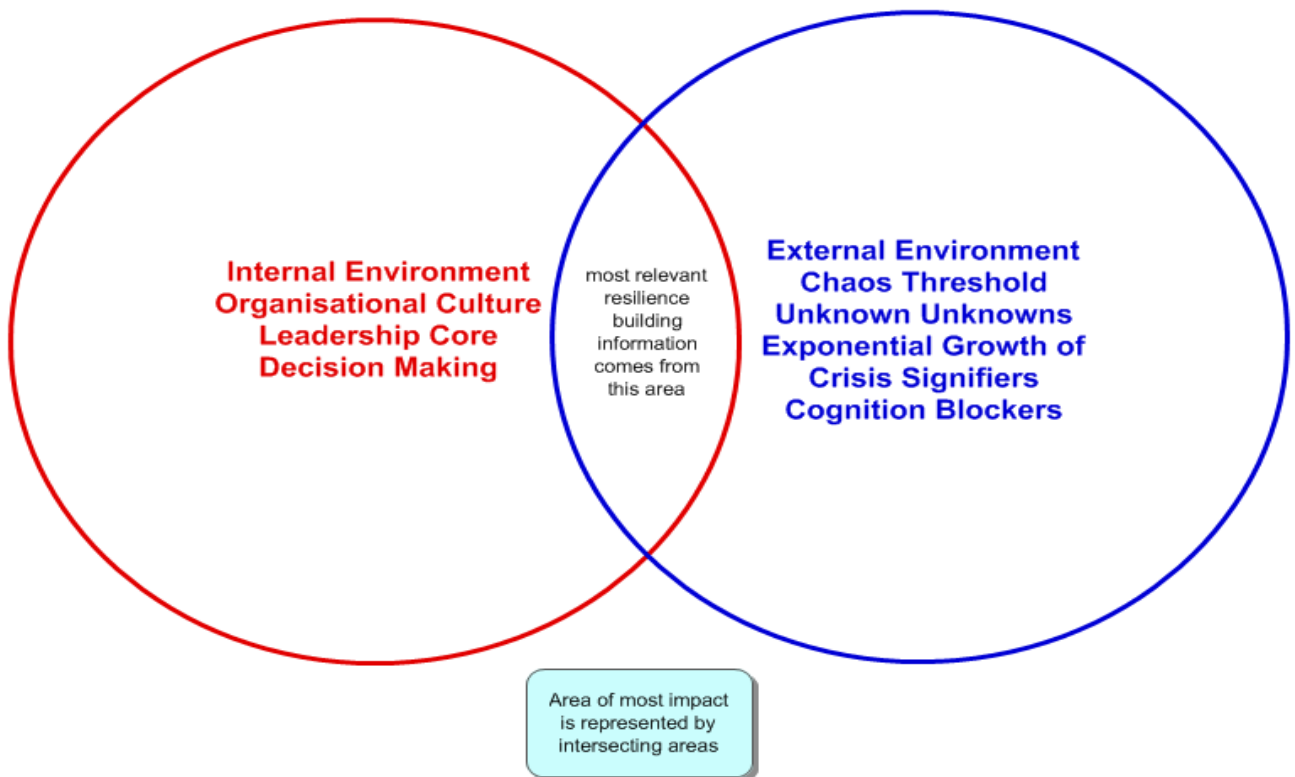 Internal Environment
Organisational Culture
Leadership Core
Decision Making
most relevant
resilience
building
information
comes from
this area
External Environment
Chaos Threshold
Unknown Unknowns
Exponential Growth of
Crisis Signifiers
Cognition Blockers
Area of most impact
is represented by
intersecting areas